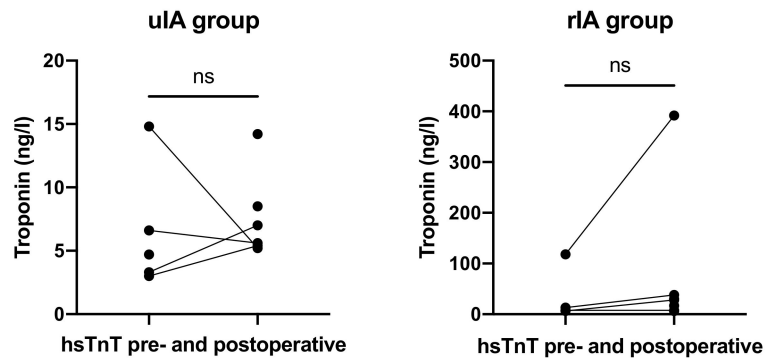 uIA group
ns
Troponin (ng/l)
20
15
10
5
0
hsTnT pre- and postoperative
rIA group
ns
Troponin (ng/l)
500
400
300
200
100
0
hsTnT pre- and postoperative